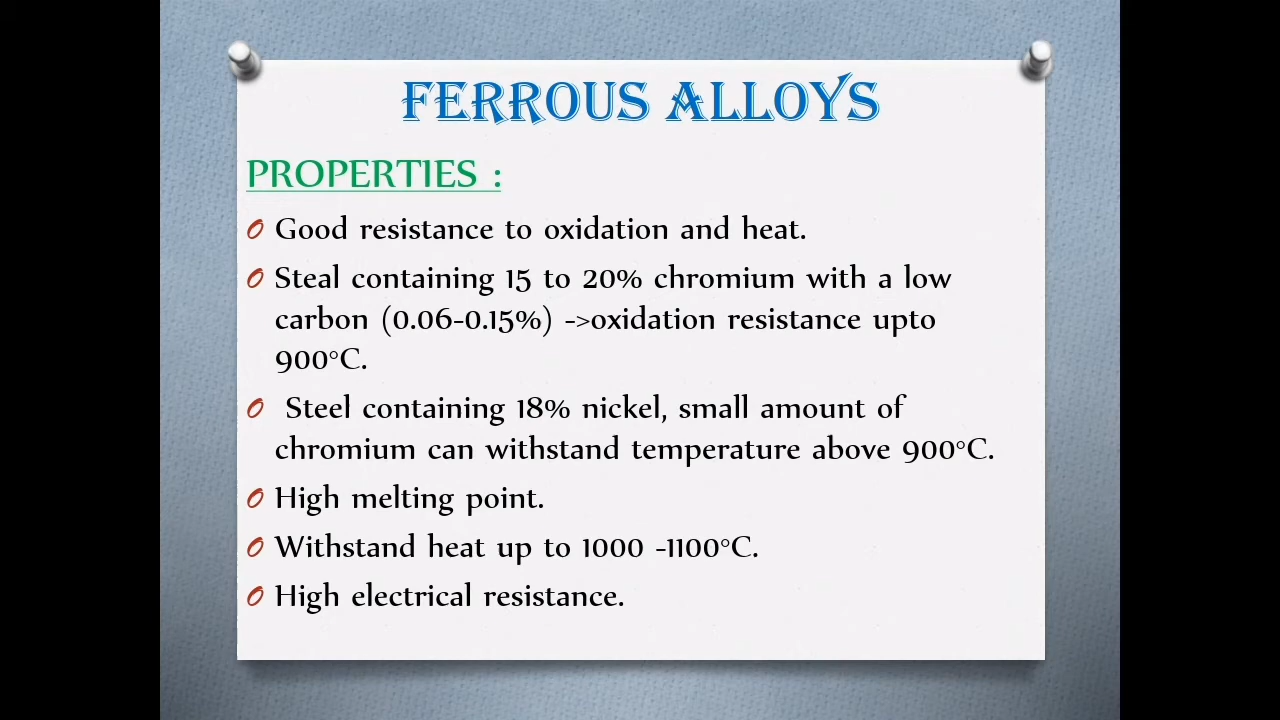 FERROUS ALLOYS
PROPERTIES :
Good resistance to oxidation and heat.
Steal containing 15 to 20% chromium with a low
carbon (0.06-0.15%) ->oxidation resistance upto
900°C.
Steel containing 18% nickel, small amount of
chromium can withstand temperature above 900°C.
High melting point.
Withstand heat up to 1000 -1100°C.
High electrical resistance.